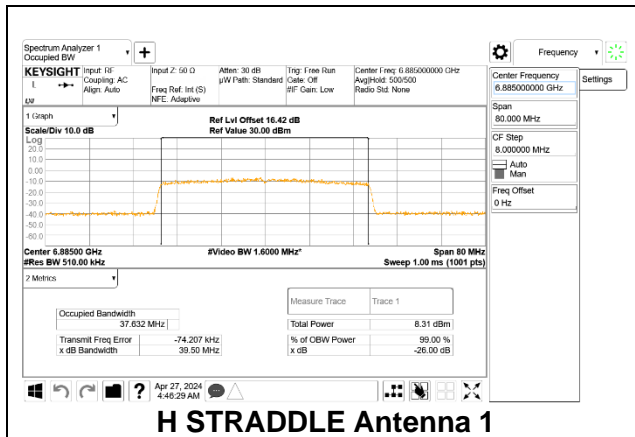 Spectrum Analyzer 1
Occupied BW
Frequency
KEYSIGHT Input: RF Input Z: 50 Ω Atten: 30 dB Trig: Free Run Center Freq: 6.885000000 GHz
L Coupling: AC µW Path: Standard Gate: Off Avg|Hold: 500/500
Align: Auto Freq Ref: Int (S) #IF Gain: Low Radio Std: None
NFE: Adaptive
Center Frequency
6.885000000 GHz
Settings
Span
80.000 MHz
CF Step
8.000000 MHz
Auto
Man
Freq Offset
0 Hz
1 Graph
Ref Lvl Offset 16.42 dB
Scale/Div 10.0 dB Ref Value 30.00 dBm
Log
20.0
10.0
0.00
-10.0
-20.0
-30.0
-40.0
-50.0
-60.0
Center 6.88500 GHz #Video BW 1.6000 MHz* Span 80 MHz
#Res BW 510.00 kHz Sweep 1.00 ms (1001 pts)
2 Metrics
Measure Trace Trace 1
Occupied Bandwidth
37.632 MHz
Total Power 8.31 dBm
Transmit Freq Error -74.207 kHz % of OBW Power 99.00 %
x dB Bandwidth 39.50 MHz x dB -26.00 dB
? Apr 27, 2024
4:46:29 AM
H STRADDLE Antenna 1